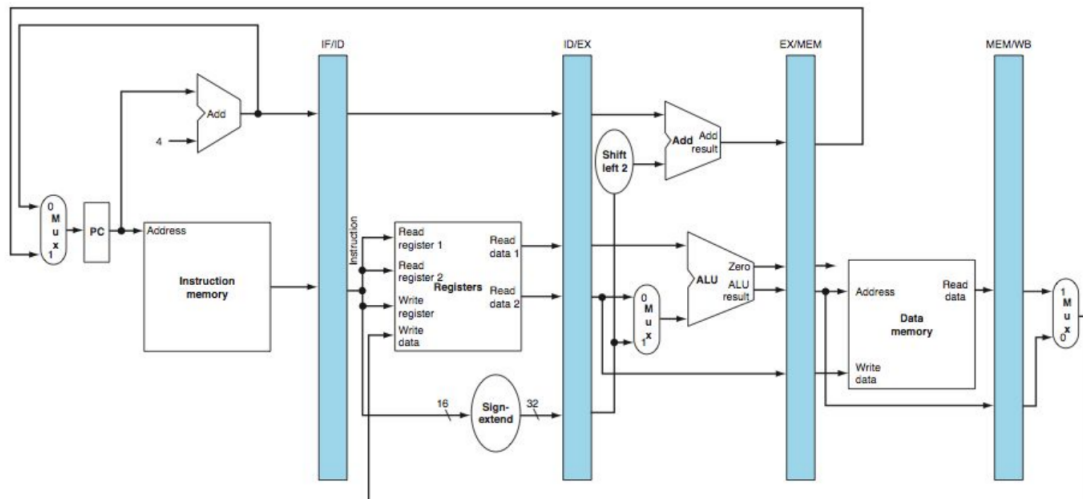 IF/ID
ID/EX
EX/MEM
MEM/WB
Add
4
Shift
left 2
Add
Add
result
0
M
u
x
1
PC
Address
Instruction
memory
Instruction
Read
register 1
Read
register 2
Write
register
Write
data
Registers
Read
data 1
Read
data 2
16
Sign-
extend
32
0
M
u
x
1
ALU
Zero
ALU
result
Address
Write
data
Data
memory
Read
data
1
M
u
x
0